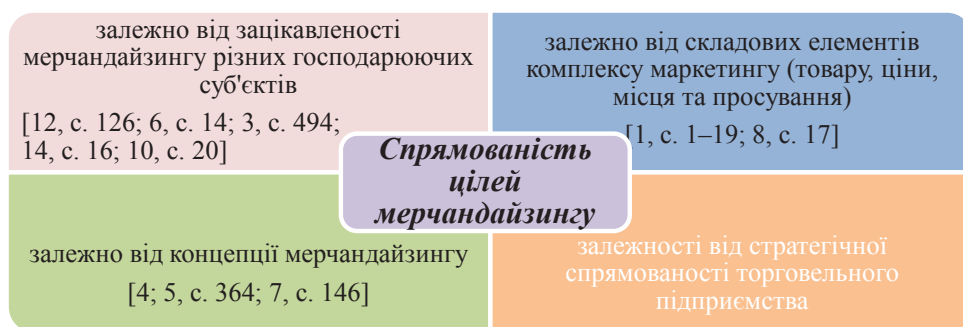 залежно від зацікавленості
мерчандайзингу різних господарюючих
суб'єктів
[12, с. 126; 6, с. 14; 3, с. 494;
14, с. 16; 10, с. 20]
залежно від складових елементів
комплексу маркетингу (товару, ціни,
місця та просування)
[1, с. 1–19; 8, с. 17]
Спрямованість
цілей
мерчандайзингу
залежно від концепції мерчандайзингу
[4; 5, с. 364; 7, с. 146]
залежності від стратегічної
спрямованості торговельного
підприємства